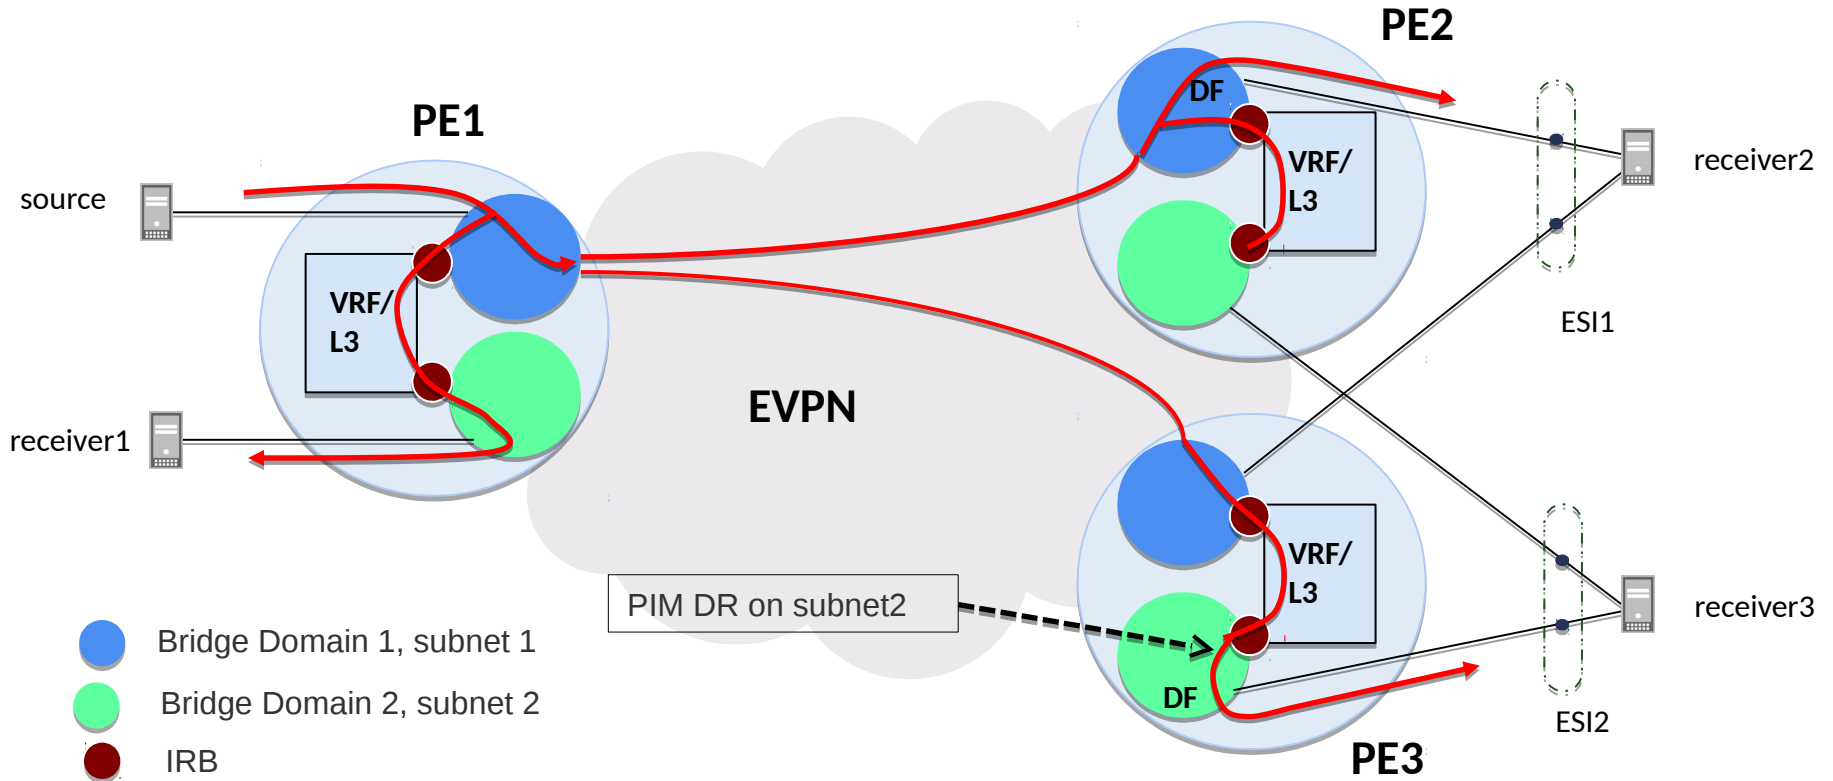 PE2
PE1
DF
VRF/
L3
receiver2
source
VRF/
L3
ESI1
EVPN
receiver1
VRF/
L3
PIM DR on subnet2
receiver3
Bridge Domain 1, subnet 1
Bridge Domain 2, subnet 2
DF
ESI2
IRB
PE3